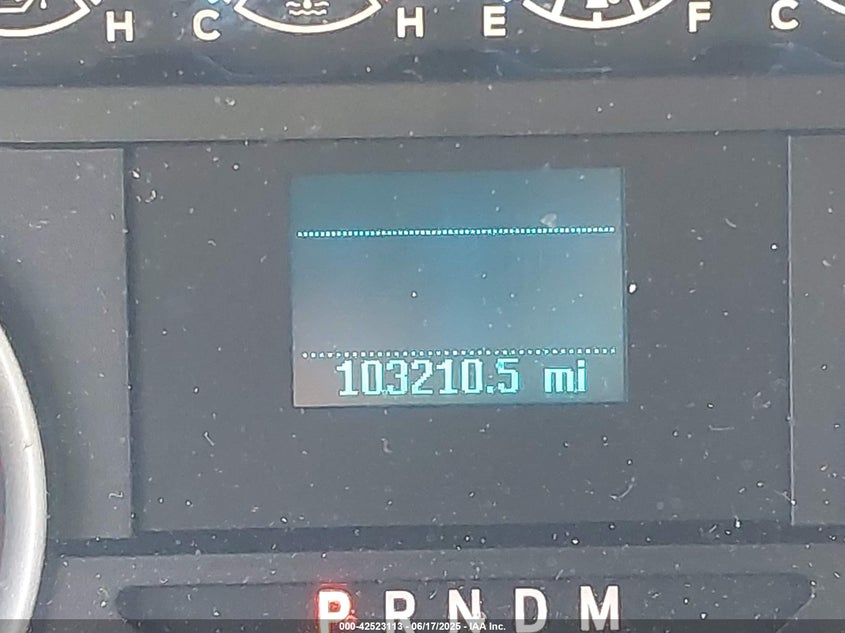 H C H E F C
103210.5 mi
P R N D M
000-42523113 - 06/17/2025 - IAA Inc.